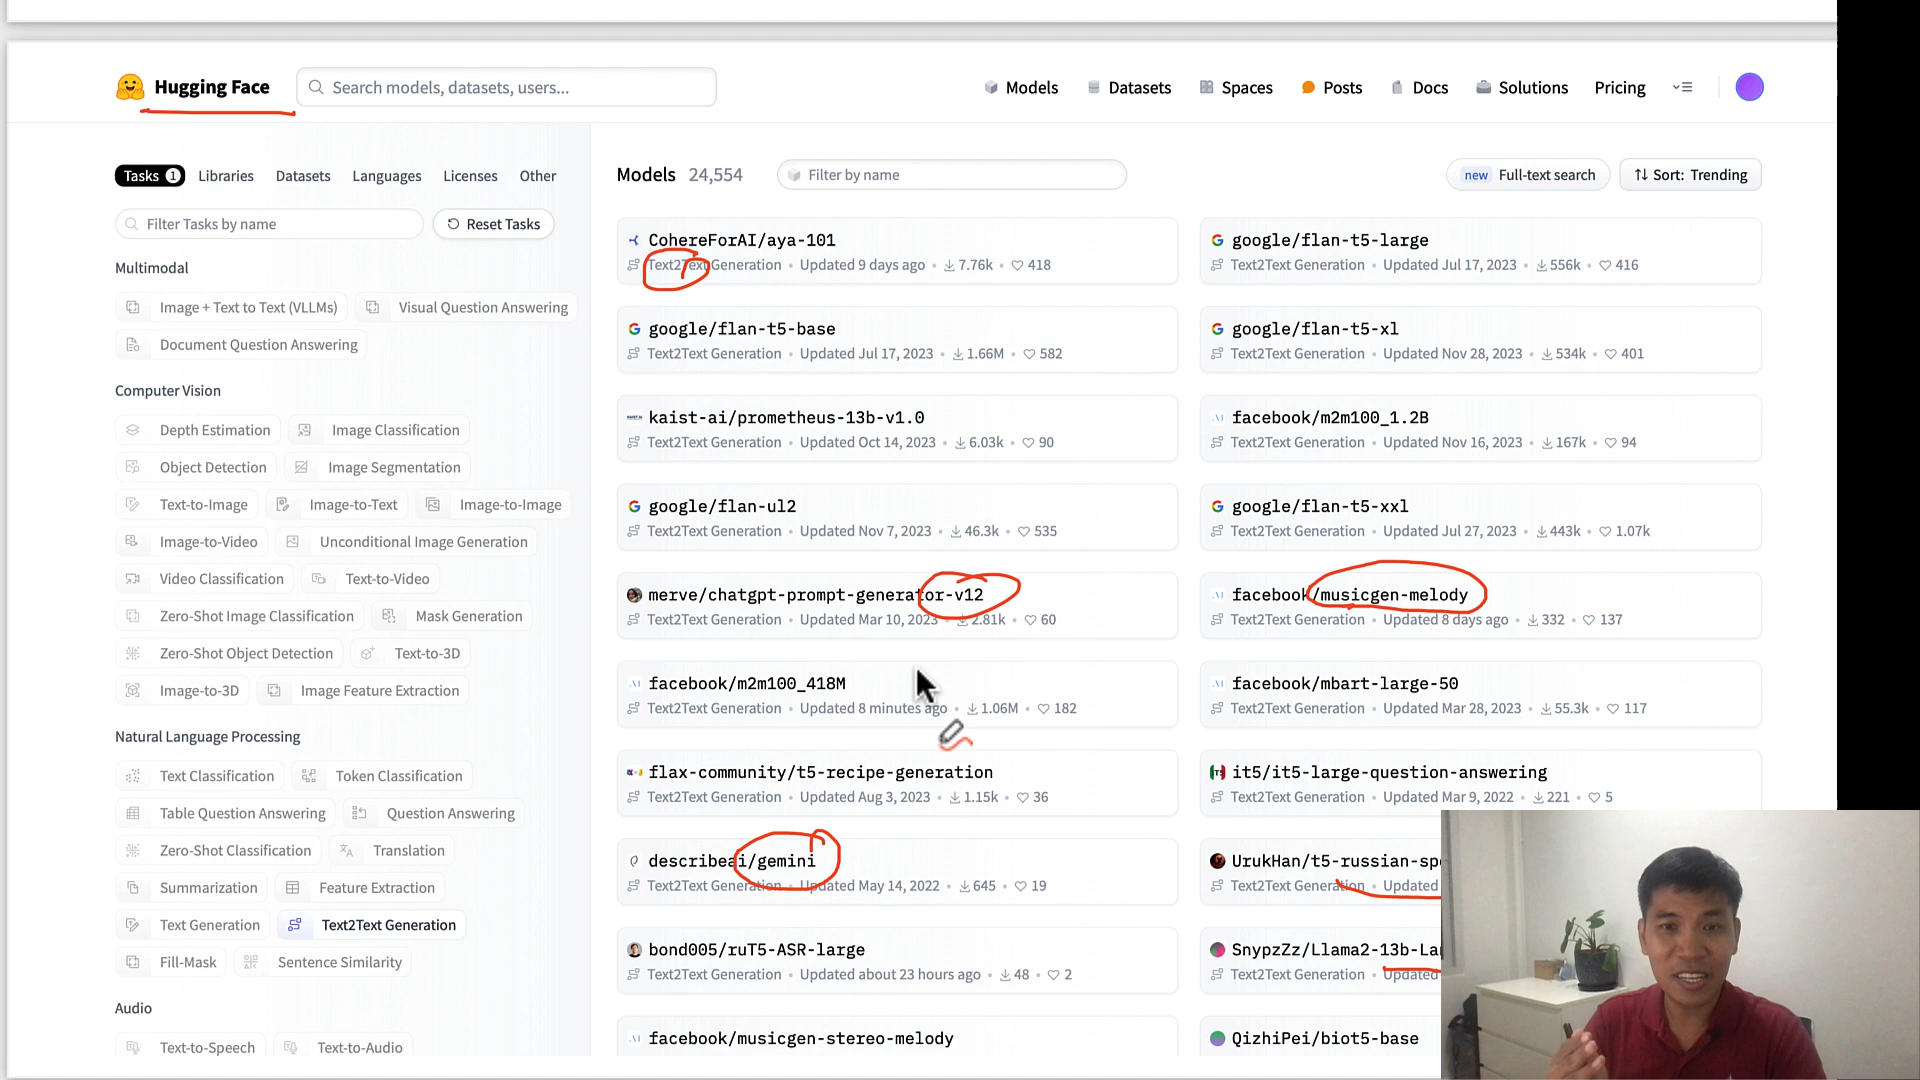 Hugging Face
Search models, datasets, users...
Models
Datasets
Spaces
Posts
Docs
Solutions
Pricing
Tasks 1
Libraries
Datasets
Languages
Licenses
Other
Filter Tasks by name
Reset Tasks
Multimodal
Image + Text to Text (VLLMs)
Visual Question Answering
Document Question Answering
Computer Vision
Depth Estimation
Image Classification
Object Detection
Image Segmentation
Text-to-Image
Image-to-Text
Image-to-Image
Image-to-Video
Unconditional Image Generation
Video Classification
Text-to-Video
Zero-Shot Image Classification
Mask Generation
Zero-Shot Object Detection
Text-to-3D
Image-to-3D
Image Feature Extraction
Natural Language Processing
Text Classification
Token Classification
Table Question Answering
Question Answering
Zero-Shot Classification
Translation
Summarization
Feature Extraction
Text Generation
Text2Text Generation
Fill-Mask
Sentence Similarity
Audio
Text-to-Speech
Text-to-Audio
Models 24,554
Filter by name
new Full-text search
Sort: Trending
CohereForAI/aya-101
Text2Text Generation • Updated 9 days ago • 7.76k • 418
google/flan-t5-large
Text2Text Generation • Updated Jul 17, 2023 • 556k • 416
google/flan-t5-base
Text2Text Generation • Updated Jul 17, 2023 • 1.66M • 582
google/flan-t5-xl
Text2Text Generation • Updated Nov 28, 2023 • 534k • 401
kaist-ai/prometheus-13b-v1.0
Text2Text Generation • Updated Oct 14, 2023 • 6.03k • 90
facebook/m2m100_1.2B
Text2Text Generation • Updated Nov 16, 2023 • 167k • 94
google/flan-ul2
Text2Text Generation • Updated Nov 7, 2023 • 46.3k • 535
google/flan-t5-xxl
Text2Text Generation • Updated Jul 27, 2023 • 443k • 1.07k
merve/chatgpt-prompt-generator-v12
Text2Text Generation • Updated Mar 10, 2023 • 2.81k • 60
facebook/musicgen-melody
Text2Text Generation • Updated 8 days ago • 332 • 137
facebook/m2m100_418M
Text2Text Generation • Updated 8 minutes ago • 1.06M • 182
facebook/mbart-large-50
Text2Text Generation • Updated Mar 28, 2023 • 55.3k • 117
flax-community/t5-recipe-generation
Text2Text Generation • Updated Aug 3, 2023 • 1.15k • 36
it5/it5-large-question-answering
Text2Text Generation • Updated Mar 9, 2022 • 221 • 5
describeai/gemini
Text2Text Generation • Updated May 14, 2022 • 645 • 19
UrukHan/t5-russian-spe
Text2Text Generation • Updated
bond005/ruT5-ASR-large
Text2Text Generation • Updated about 23 hours ago • 48 • 2
SnypzZz/Llama2-13b-Lan
Text2Text Generation • Updated
facebook/musicgen-stereo-melody
QizhiPei/biot5-base